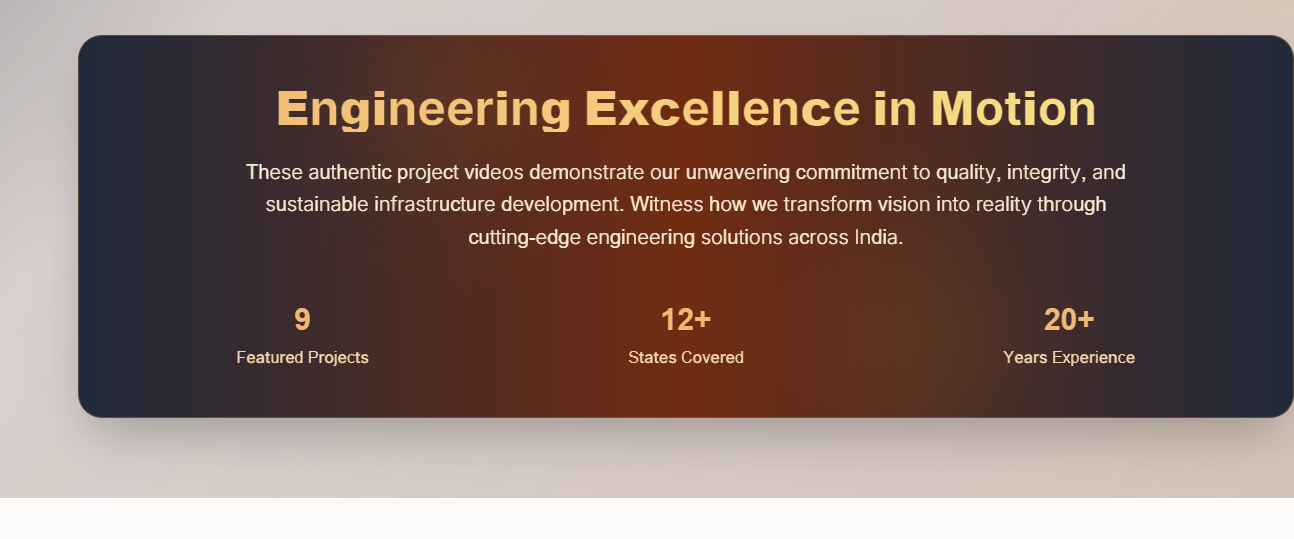 Engineering Excellence in Motion
These authentic project videos demonstrate our unwavering commitment to quality, integrity, and
sustainable infrastructure development. Witness how we transform vision into reality through
cutting-edge engineering solutions across India.
9
12+
20+
Featured Projects
States Covered
Years Experience